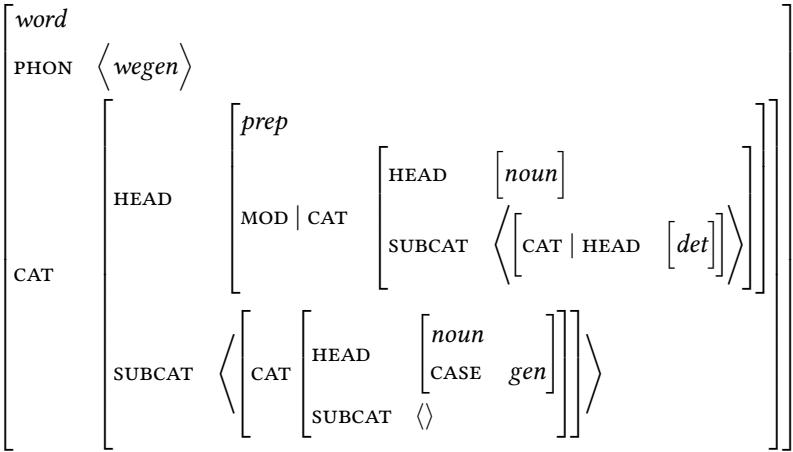 word
PHON ⟨wegen⟩
prep
HEAD [noun]
HEAD
MOD | CAT
SUBCAT ⟨[CAT | HEAD [det]]⟩
CAT
noun
HEAD
SUBCAT ⟨[CAT
CASE gen
SUBCAT ⟨⟩